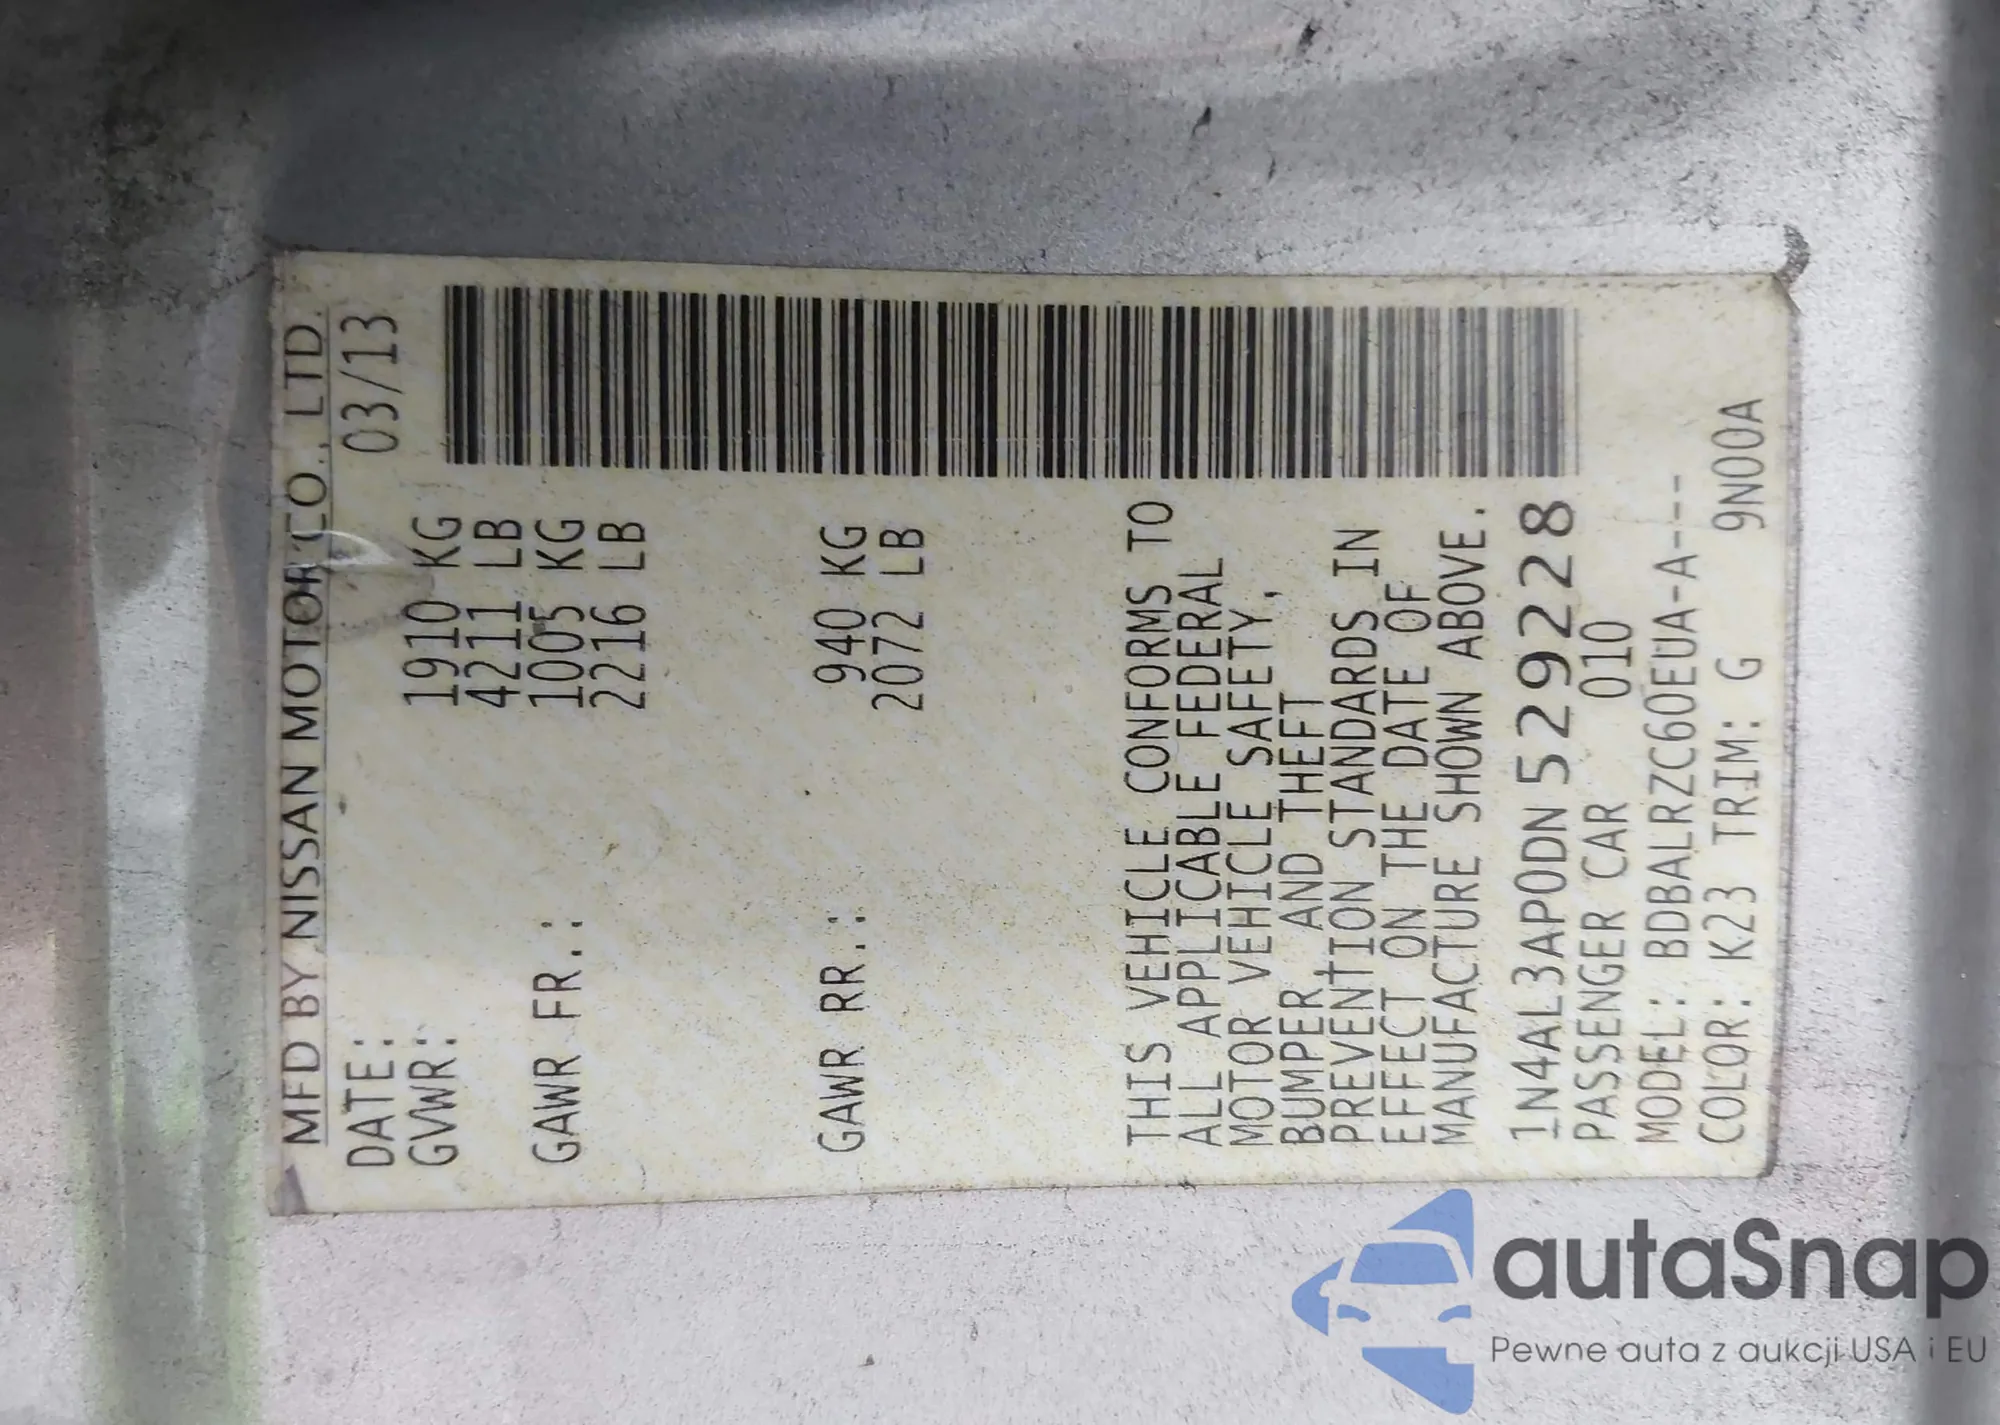 MFD BY NISSAN MOTOR CO., LTD.
DATE: 03/13
GVWR: 1910 KG
4211 LB
GAWR FR.: 1005 KG
2216 LB
GAWR RR.: 940 KG
2072 LB
THIS VEHICLE CONFORMS TO
ALL APPLICABLE FEDERAL
MOTOR VEHICLE SAFETY,
BUMPER, AND THEFT
PREVENTION STANDARDS IN
EFFECT ON THE DATE OF
MANUFACTURE SHOWN ABOVE.
1N4AL3AP0DN529228
PASSENGER CAR 010
MODEL: BDBALRZC60EUA-A---
COLOR: K23 TRIM: G 9N00A
autaSnap
Pewne auta z aukcji USA i EU